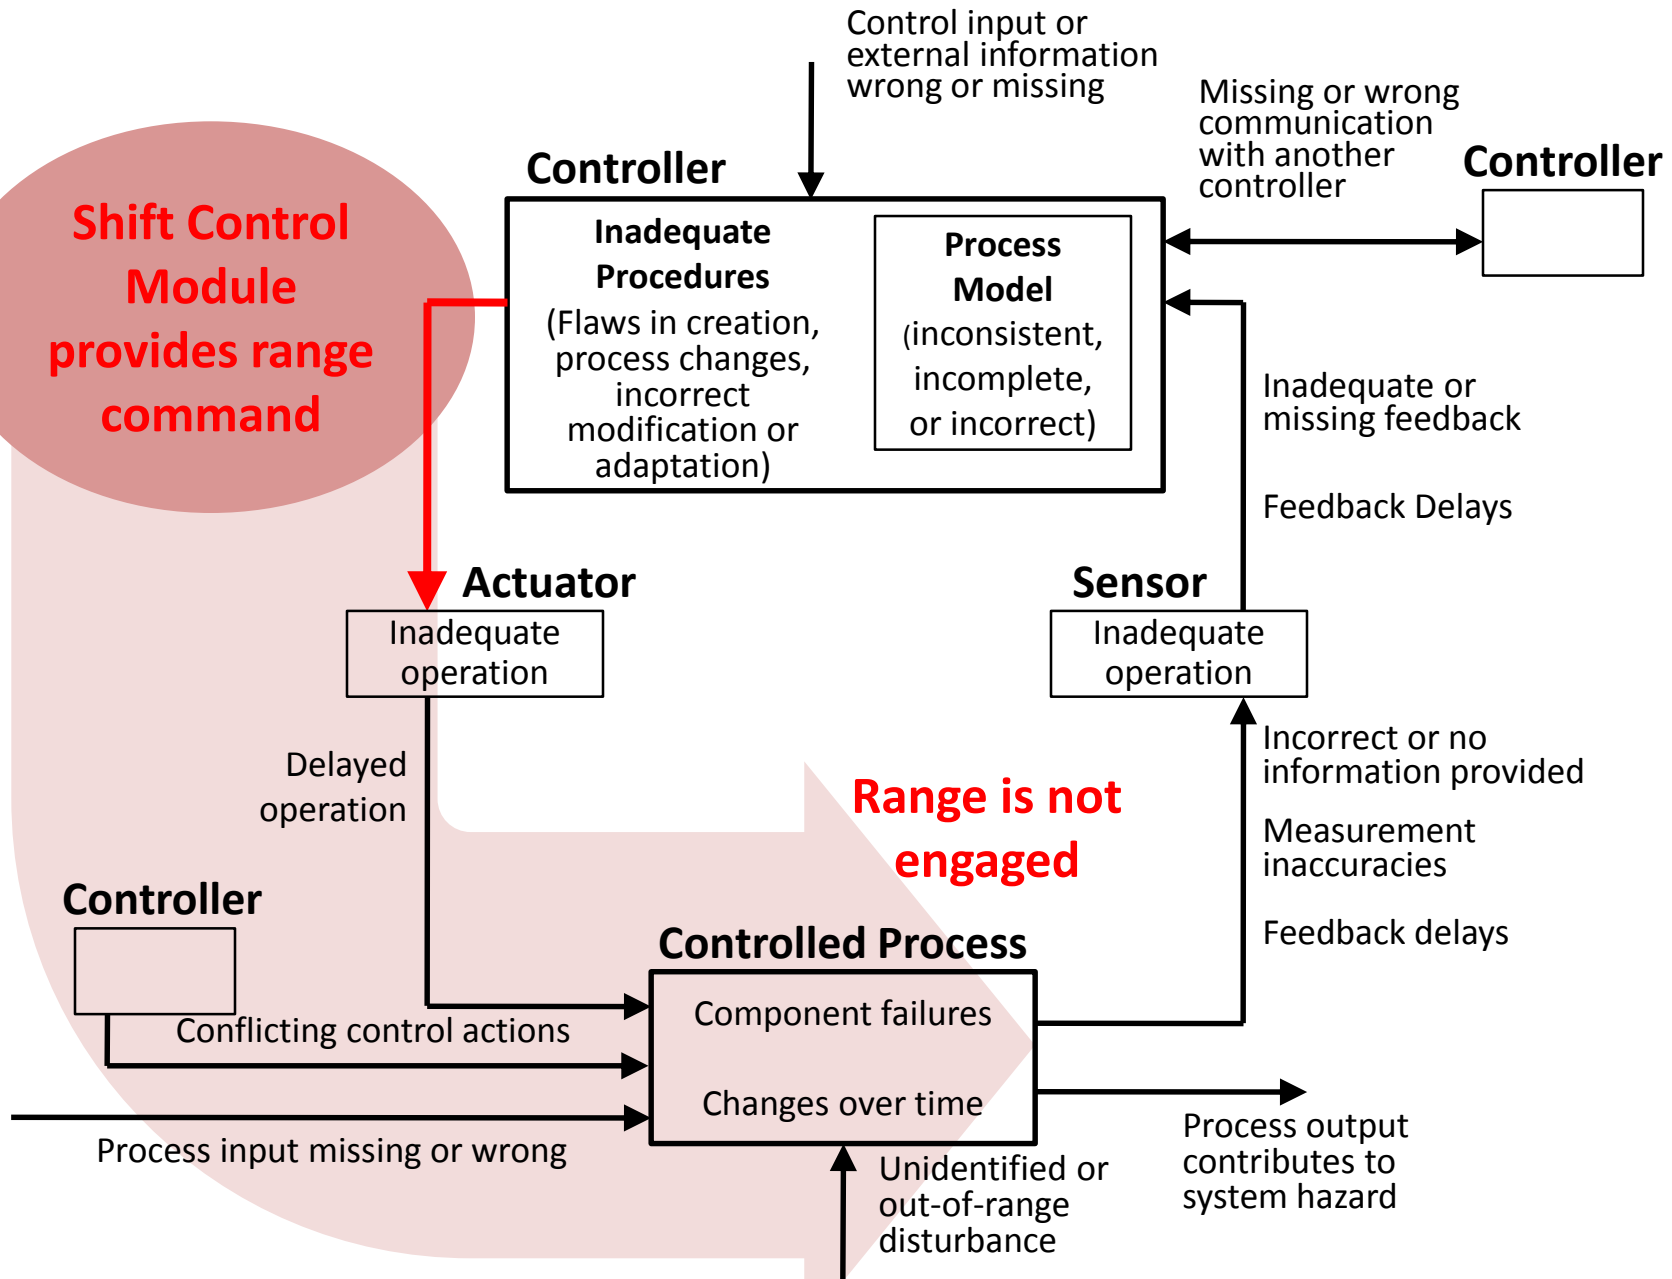 Control input or
external information
wrong or missing
Missing or wrong
communication
with another
controller
Controller
Controller
Shift Control
Module
provides range
command
Inadequate
Procedures
(Flaws in creation,
process changes,
incorrect
modification or
adaptation)
Process
Model
(inconsistent,
incomplete,
or incorrect)
Inadequate or
missing feedback
Feedback Delays
Actuator
Inadequate
operation
Sensor
Inadequate
operation
Delayed
operation
Range is not
engaged
Incorrect or no
information provided
Measurement
inaccuracies
Feedback delays
Controller
Conflicting control actions
Process input missing or wrong
Controlled Process
Component failures
Changes over time
Unidentified or
out-of-range
disturbance
Process output
contributes to
system hazard